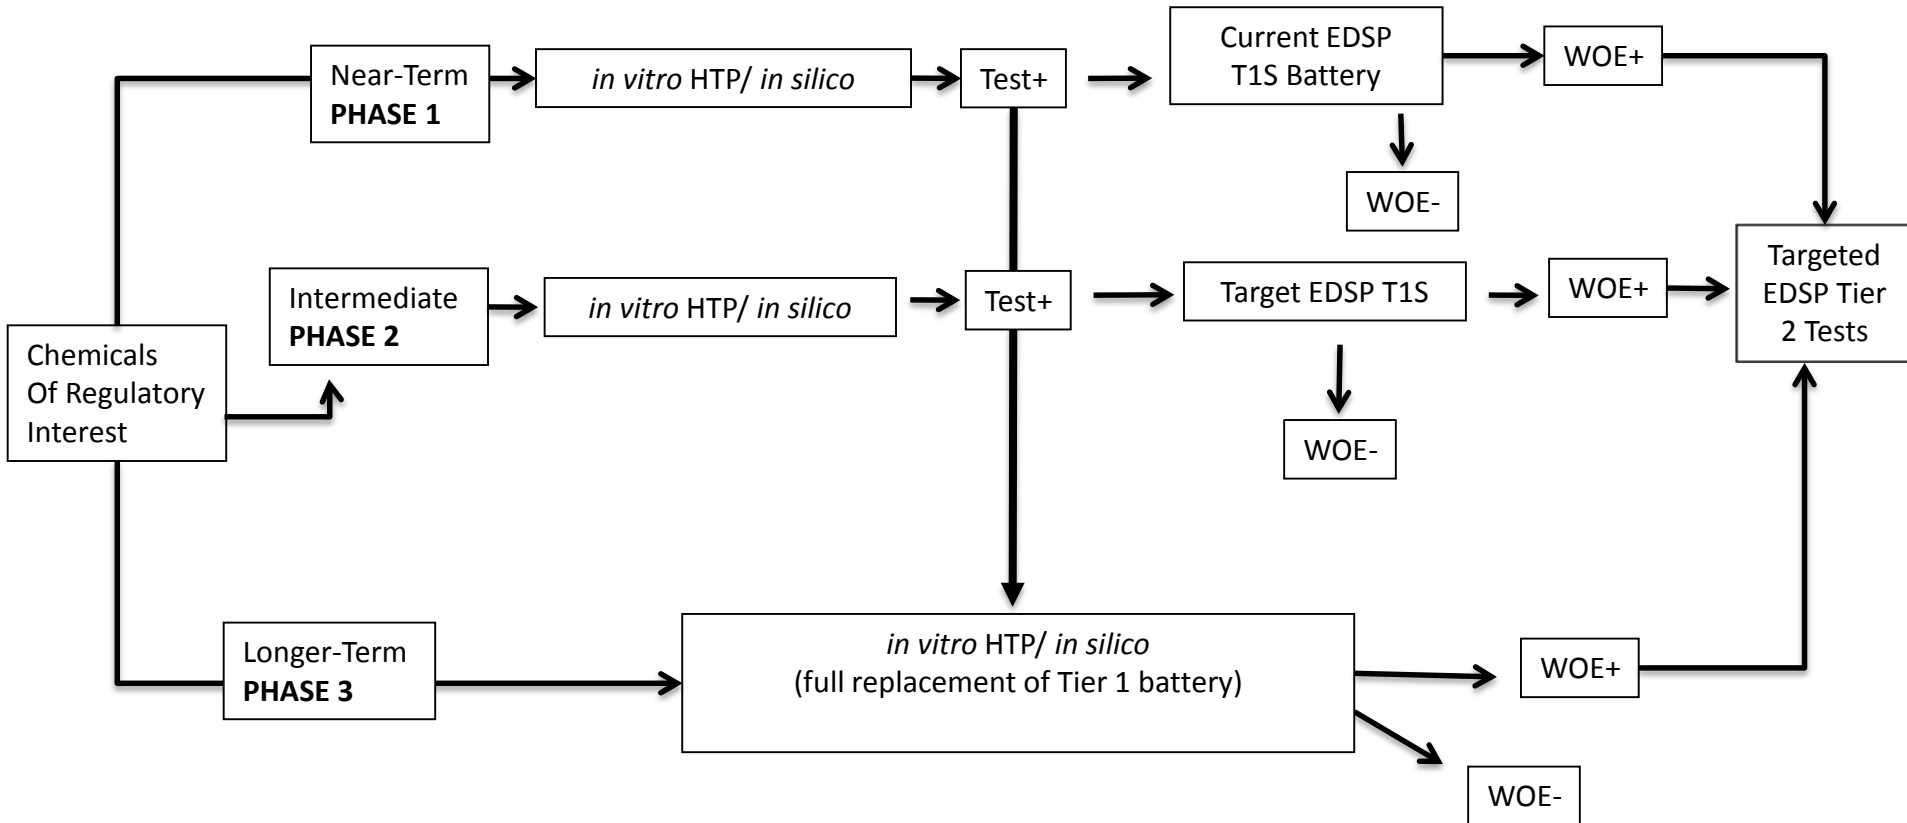 Near-Term
PHASE 1
in vitro HTP/ in silico
Test+
Current EDSP
T1S Battery
WOE+
WOE-
Intermediate
PHASE 2
in vitro HTP/ in silico
Test+
Target EDSP T1S
WOE+
WOE-
Targeted
EDSP Tier
2 Tests
Chemicals
Of Regulatory
Interest
Longer-Term
PHASE 3
in vitro HTP/ in silico
(full replacement of Tier 1 battery)
WOE+
WOE-